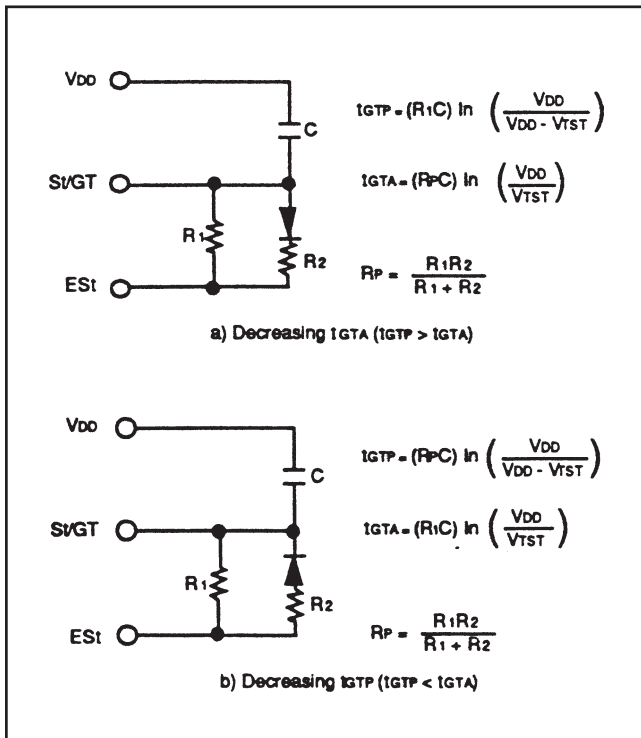 VDD
C
tGTP = (R1C) ln (VDD / VDD - VTST)
St/GT
tGTA = (RPC) ln (VDD / VTST)
R1
R2
RP = R1R2 / R1 + R2
ESt
a) Decreasing tGTA (tGTP > tGTA)
VDD
C
tGTP = (RPC) ln (VDD / VDD - VTST)
St/GT
tGTA = (R1C) ln (VDD / VTST)
R1
R2
RP = R1R2 / R1 + R2
ESt
b) Decreasing tGTP (tGTP < tGTA)